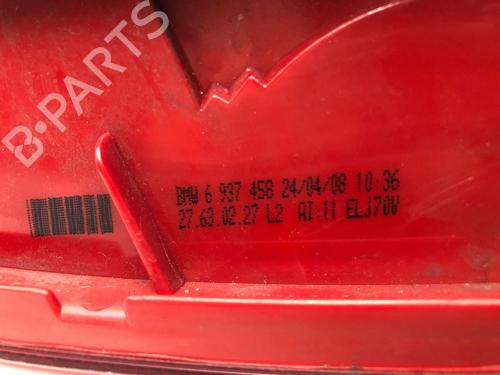 B-PARTS
BMW 6 937 458 24/04/08 10:36
27.63.02.27 L2 AI:11 ELJ70V